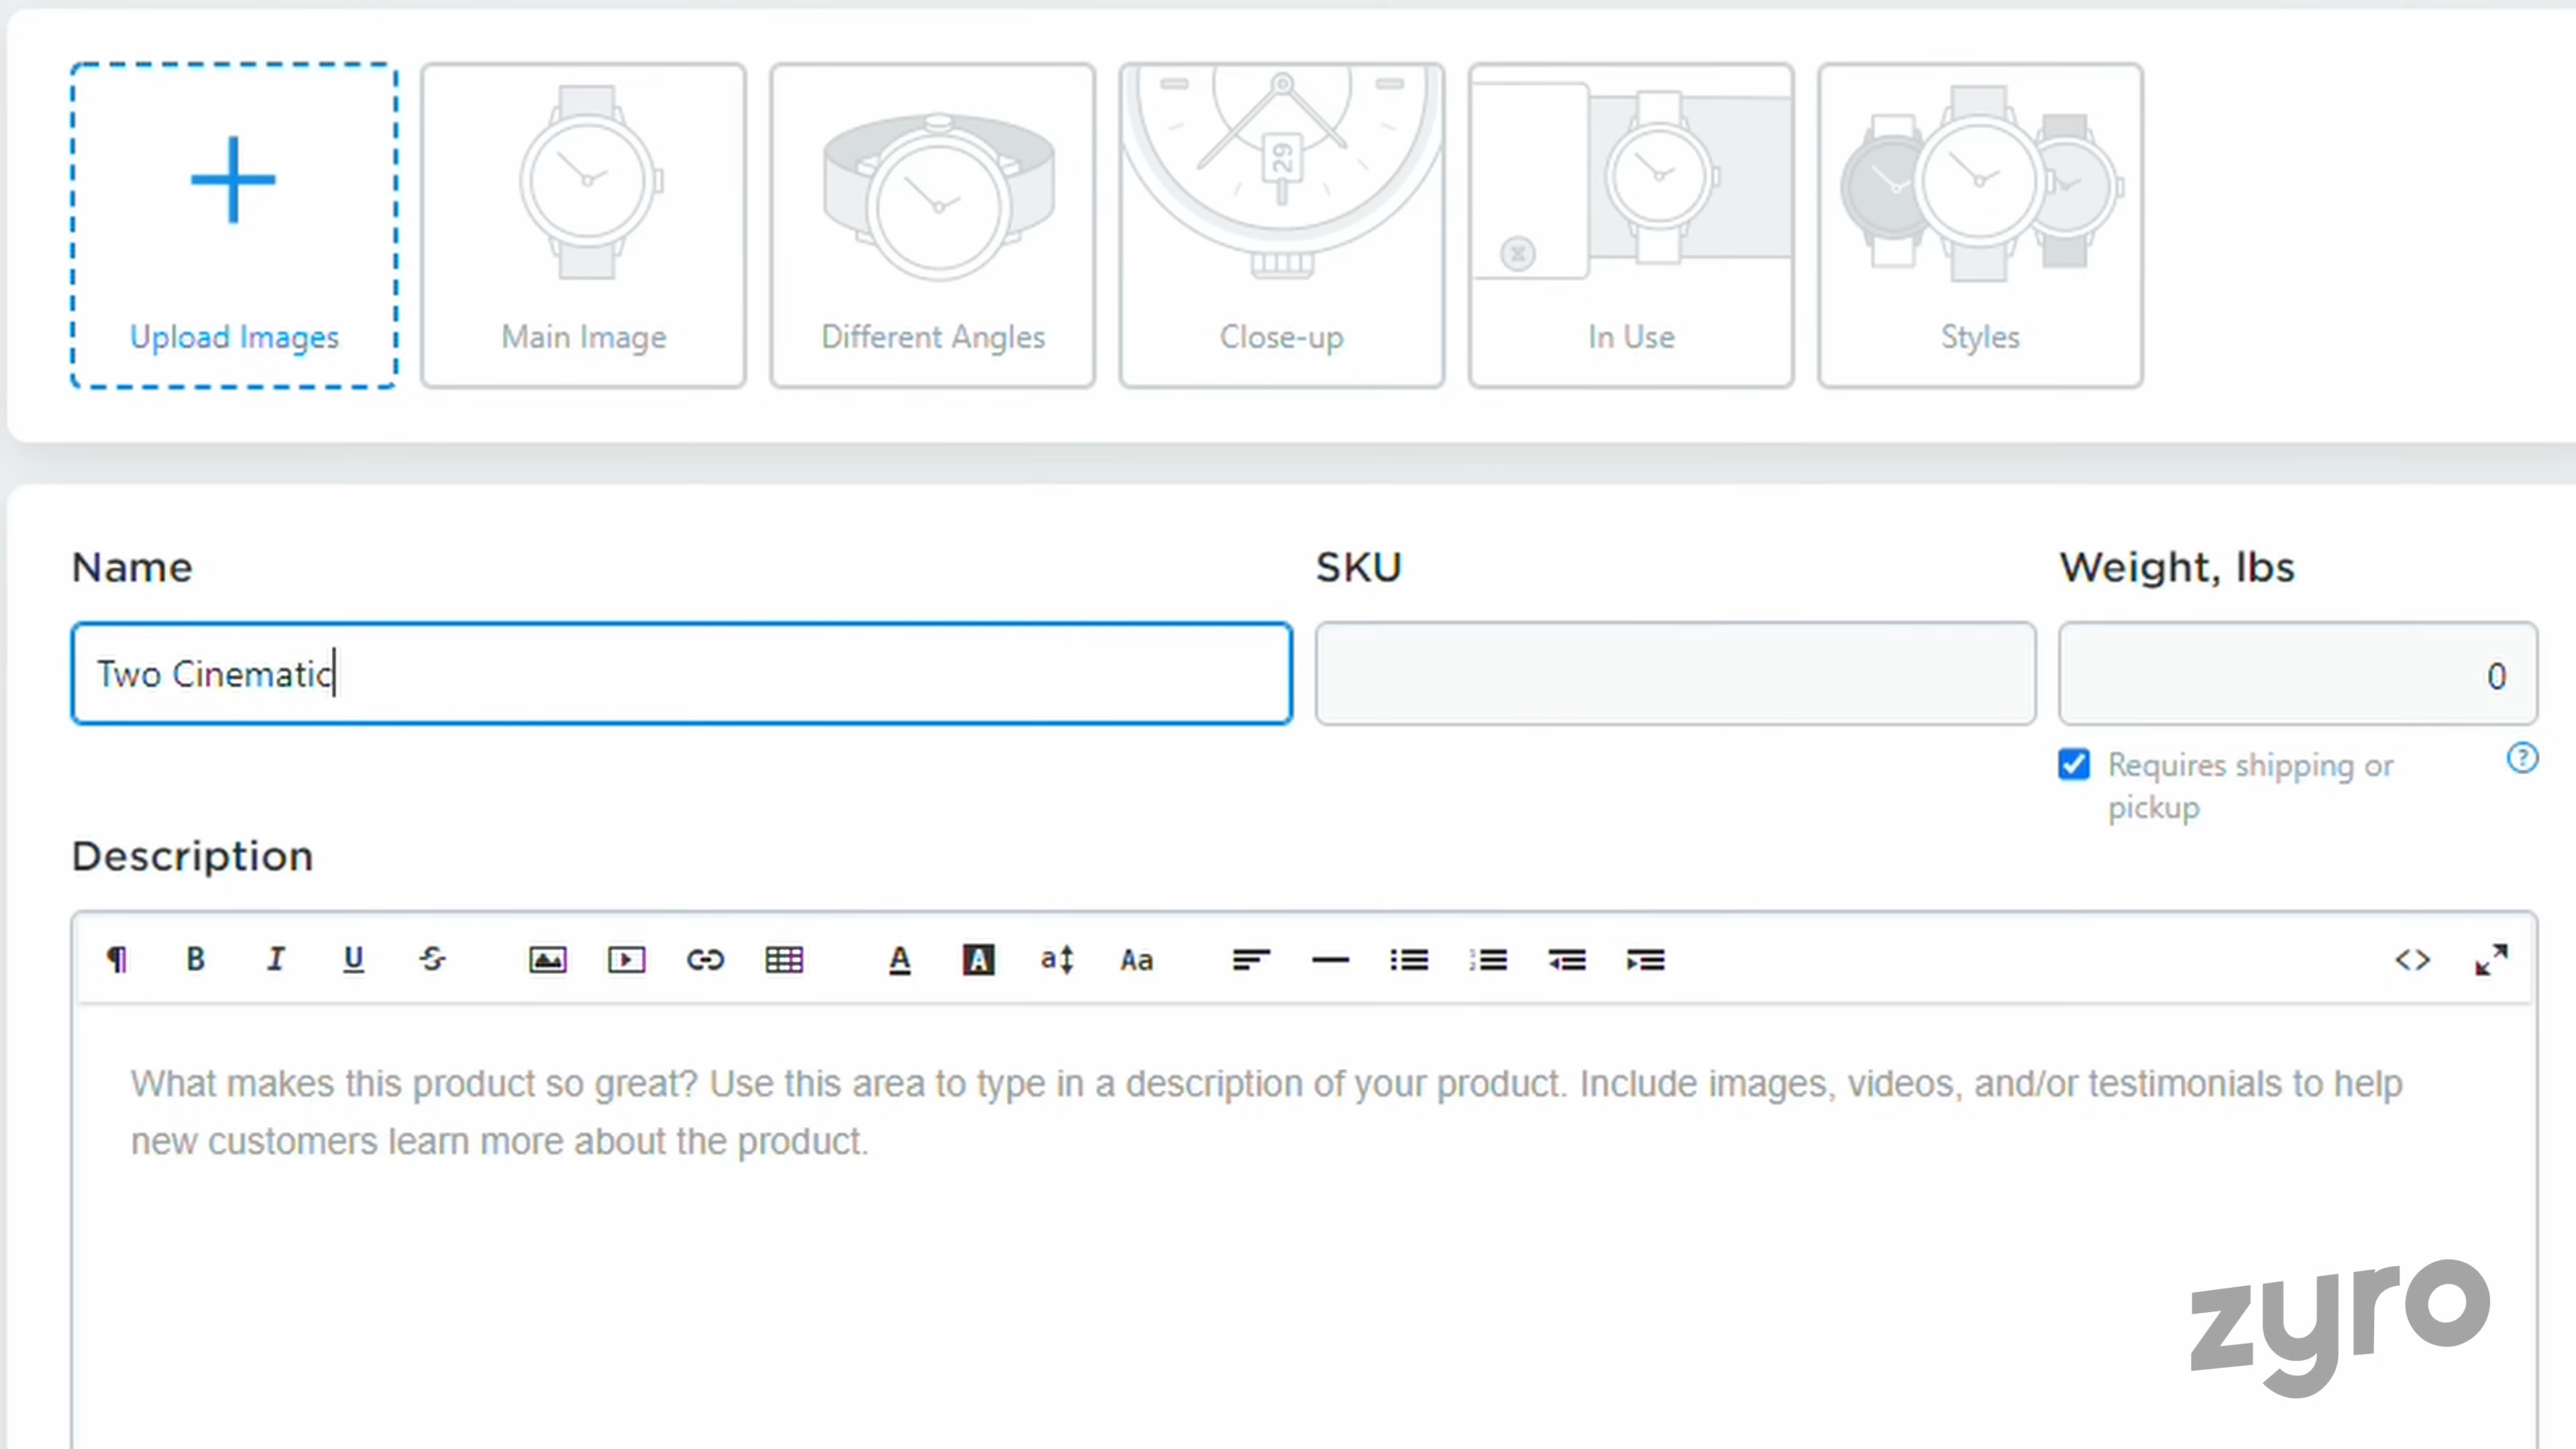 Upload Images
Main Image
Different Angles
29
Close-up
In Use
Styles
Name
SKU
Weight, lbs
Two Cinematic
0
Requires shipping or
pickup
?
Description
¶ B I U S A A a Aa <>
What makes this product so great? Use this area to type in a description of your product. Include images, videos, and/or testimonials to help
new customers learn more about the product.
zyro